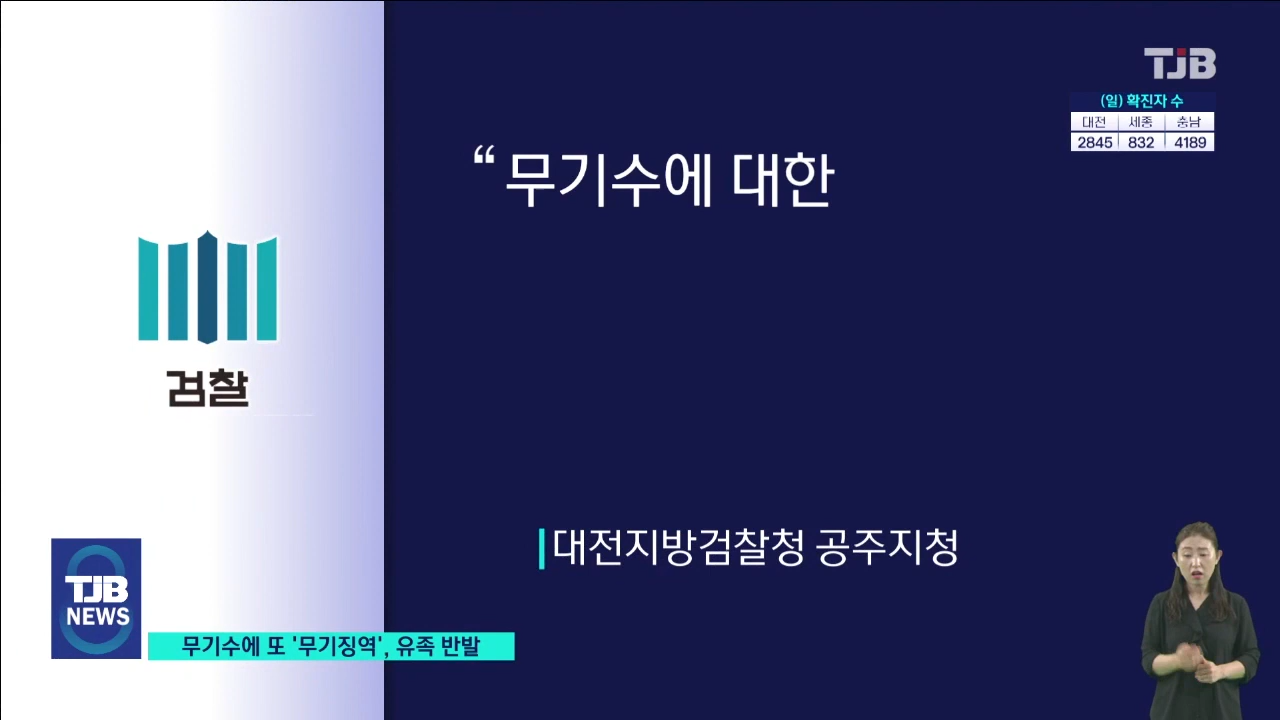 TJB
(일) 확진자 수
대전 세종 충남
2845 832 4189
“ 무기수에 대한
검찰
대전지방검찰청 공주지청
TJB
NEWS
8
무기수에 또 '무기징역', 유족 반발